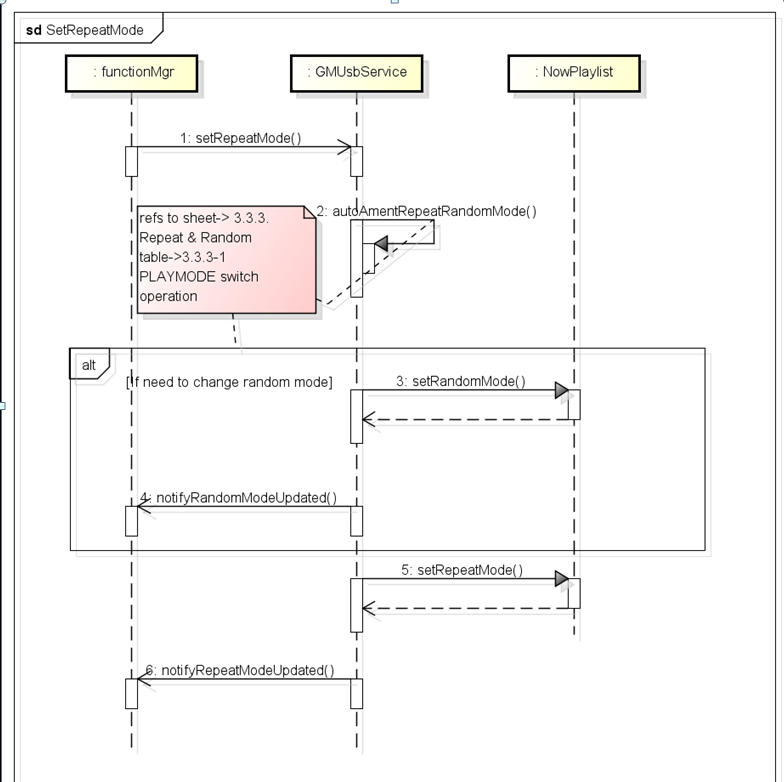 sd SetRepeatMode
: functionMgr
: GMUsbService
: NowPlaylist
1: setRepeatMode()
2: autoAmentRepeatRandomMode()
refs to sheet-> 3.3.3.
Repeat & Random
table->3.3.3-1
PLAYMODE switch
operation
alt
[If need to change random mode]
3: setRandomMode()
4: notifyRandomModeUpdated()
5: setRepeatMode()
6: notifyRepeatModeUpdated()